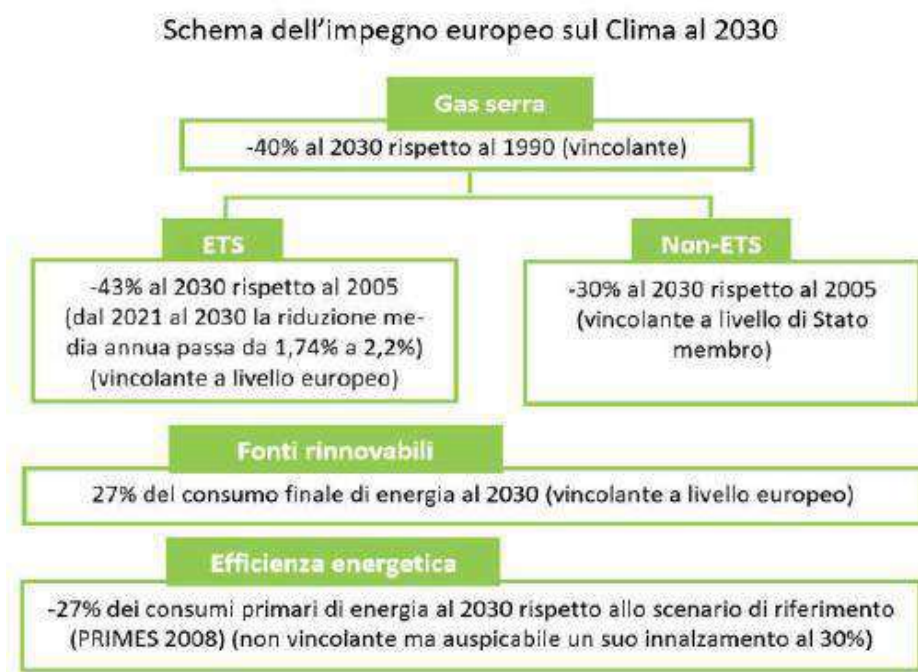 Schema dell'impegno europeo sul Clima al 2030
Gas serra
-40% al 2030 rispetto al 1990 (vincolante)
ETS
-43% al 2030 rispetto al 2005
(dal 2021 al 2030 la riduzione me-
dia annua passa da 1,74% a 2,2%)
(vincolante a livello europeo)
Non-ETS
-30% al 2030 rispetto al 2005
(vincolante a livello di Stato
membro)
Fonti rinnovabili
27% del consumo finale di energia al 2030 (vincolante a livello europeo)
Efficienza energetica
-27% dei consumi primari di energia al 2030 rispetto allo scenario di riferimento
(PRIMES 2008) (non vincolante ma auspicabile un suo innalzamento al 30%)